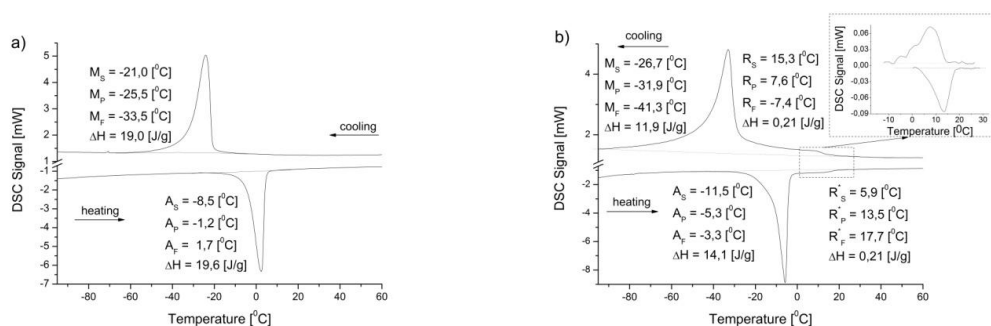 a)
DSC Signal [mW]
5
4
3
2
1
-1
-2
-3
-4
-5
-6
-7
M_S = -21,0 [⁰C]
M_P = -25,5 [⁰C]
M_F = -33,5 [⁰C]
ΔH = 19,0 [J/g]
cooling
heating
A_S = -8,5 [⁰C]
A_P = -1,2 [⁰C]
A_F = 1,7 [⁰C]
ΔH = 19,6 [J/g]
-80 -60 -40 -20 0 20 40 60
Temperature [⁰C]
b)
DSC Signal [mW]
4
2
-2
-4
-6
-8
cooling
M_S = -26,7 [⁰C]
M_P = -31,9 [⁰C]
M_F = -41,3 [⁰C]
ΔH = 11,9 [J/g]
R_S = 15,3 [⁰C]
R_P = 7,6 [⁰C]
R_F = -7,4 [⁰C]
ΔH = 0,21 [J/g]
heating
A_S = -11,5 [⁰C]
A_P = -5,3 [⁰C]
A_F = -3,3 [⁰C]
ΔH = 14,1 [J/g]
R*_S = 5,9 [⁰C]
R*_P = 13,5 [⁰C]
R*_F = 17,7 [⁰C]
ΔH = 0,21 [J/g]
-80 -60 -40 -20 0 20 40 60
Temperature [⁰C]
DSC Signal [mW]
0,06
0,03
0,00
-0,03
-0,06
-0,09
-10 0 10 20 30
Temperature [⁰C]